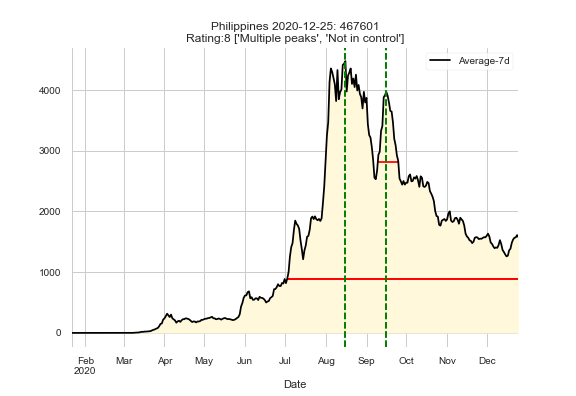 Philippines 2020-12-25: 467601
Rating:8 ['Multiple peaks', 'Not in control']
Average-7d
4000
3000
2000
1000
0
Feb Mar Apr May Jun Jul Aug Sep Oct Nov Dec
2020
Date